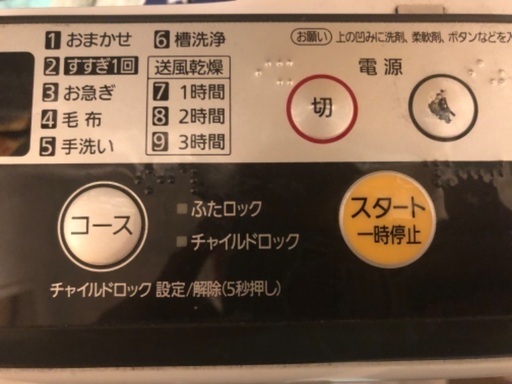 お願い 上の凹みに洗剤、柔軟剤、ボタンなどを
1 おまかせ
2 すすぎ1回
3 お急ぎ
4 毛布
5 手洗い
6 槽洗浄
送風乾燥
7 1時間
8 2時間
9 3時間
電源
切
コース
ふたロック
チャイルドロック
スタート
一時停止
チャイルドロック 設定/解除(5秒押し)